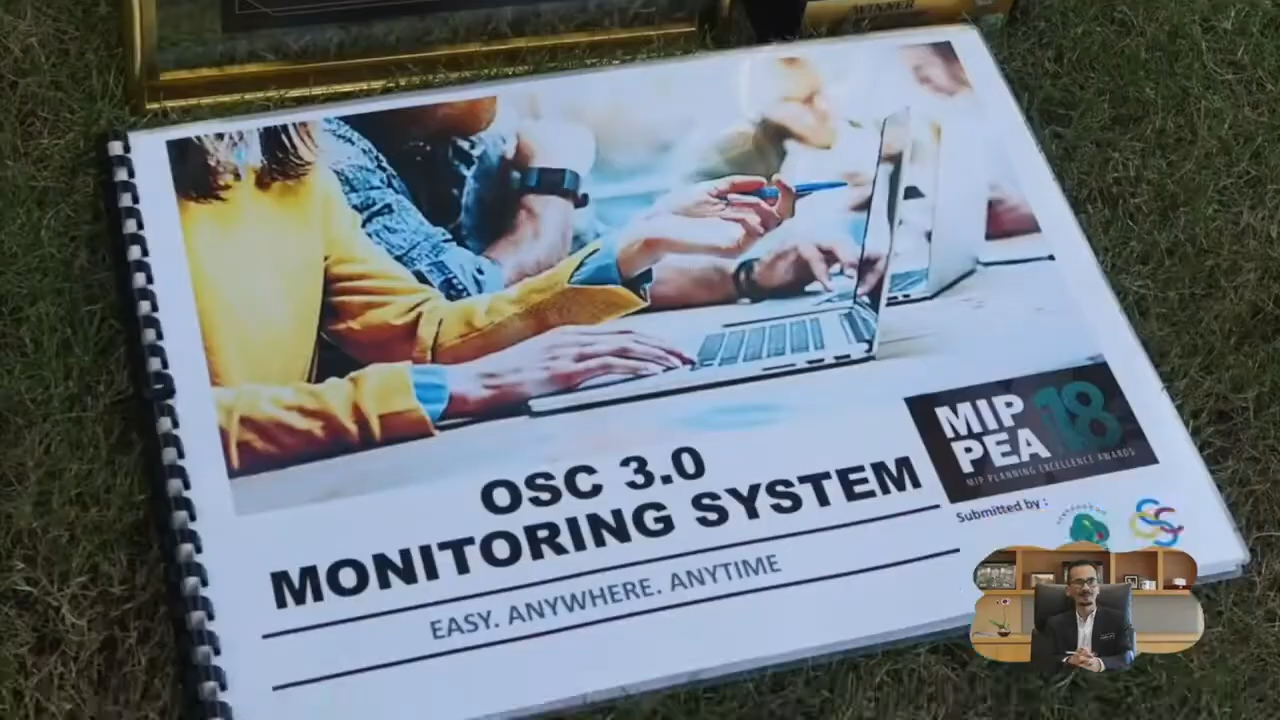 WINNER
OSC 3.0
MONITORING SYSTEM
EASY. ANYWHERE. ANYTIME
MIP
PEA 18
MIP PLANNING EXCELLENCE AWARDS
Submitted by :